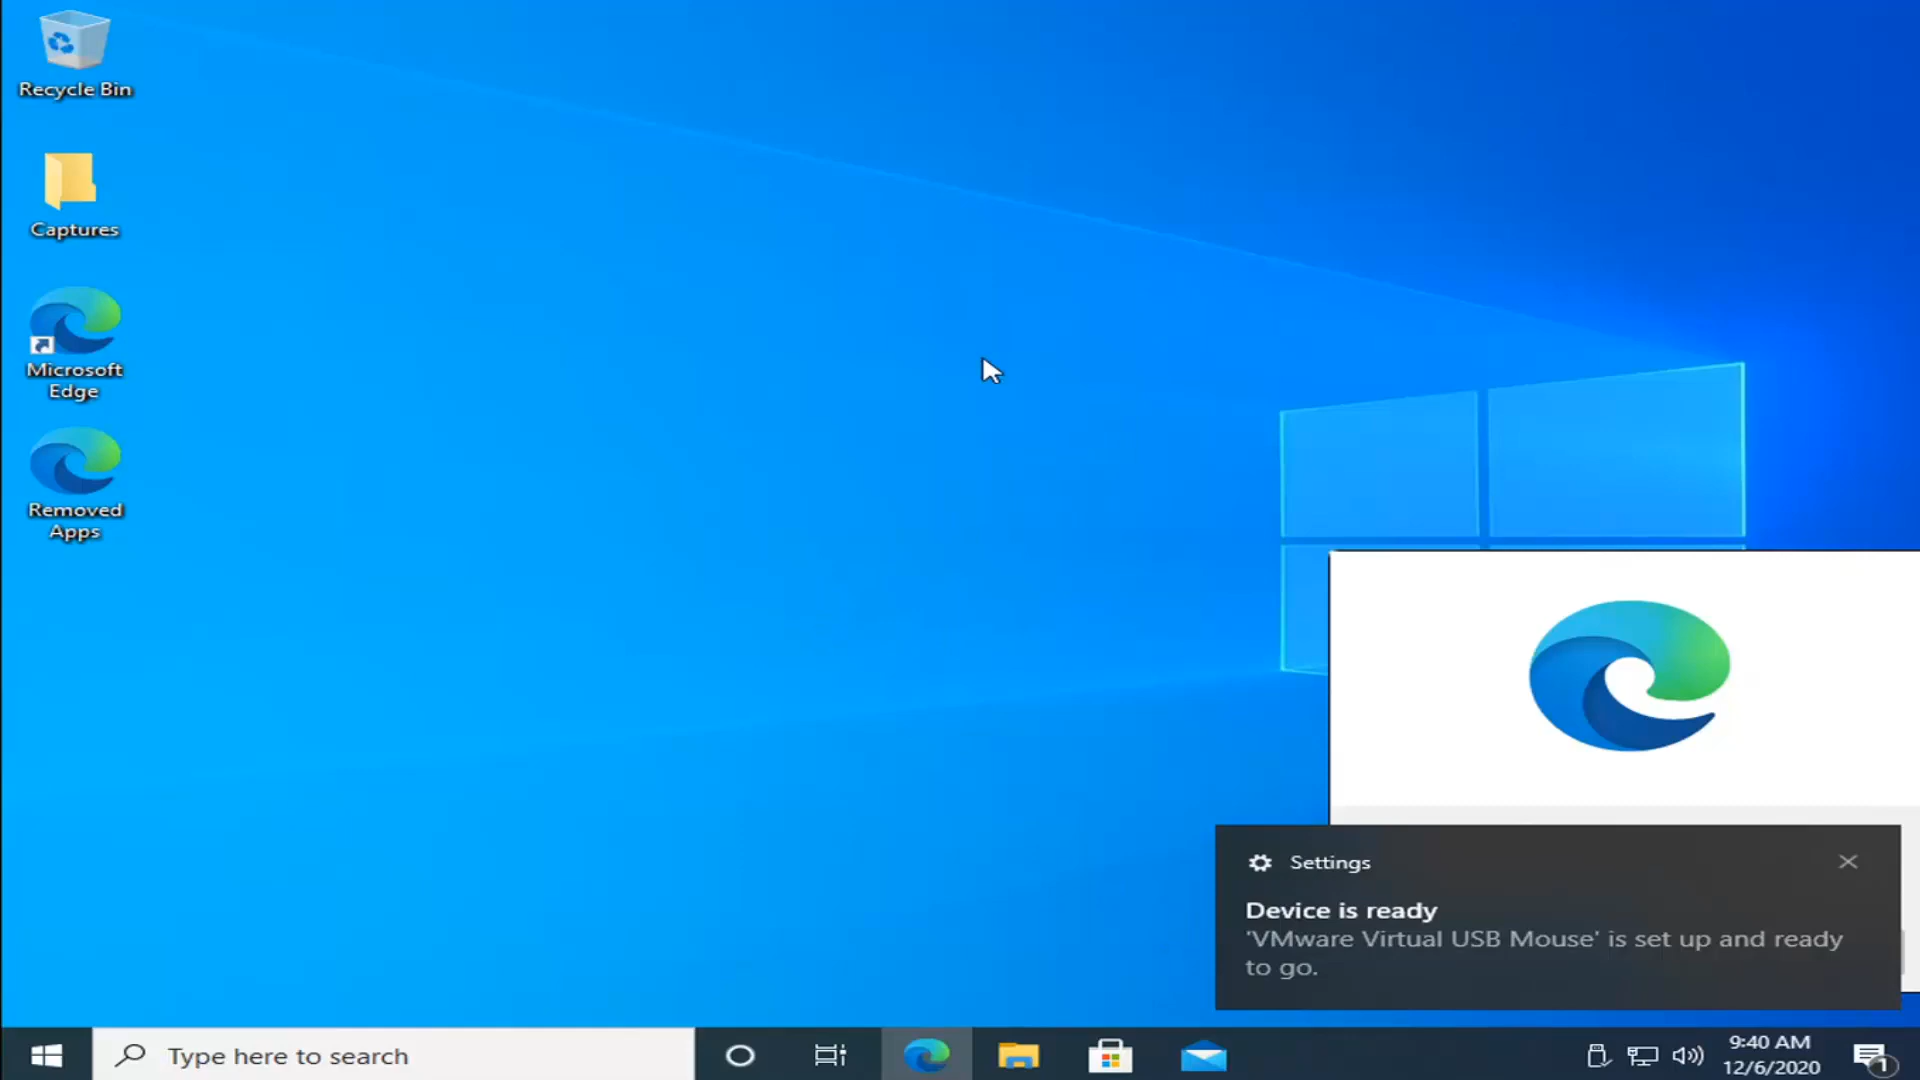 Recycle Bin
Captures
Microsoft
Edge
Removed
Apps
Settings
Device is ready
'VMware Virtual USB Mouse' is set up and ready
to go.
Type here to search
9:40 AM
12/6/2020
1